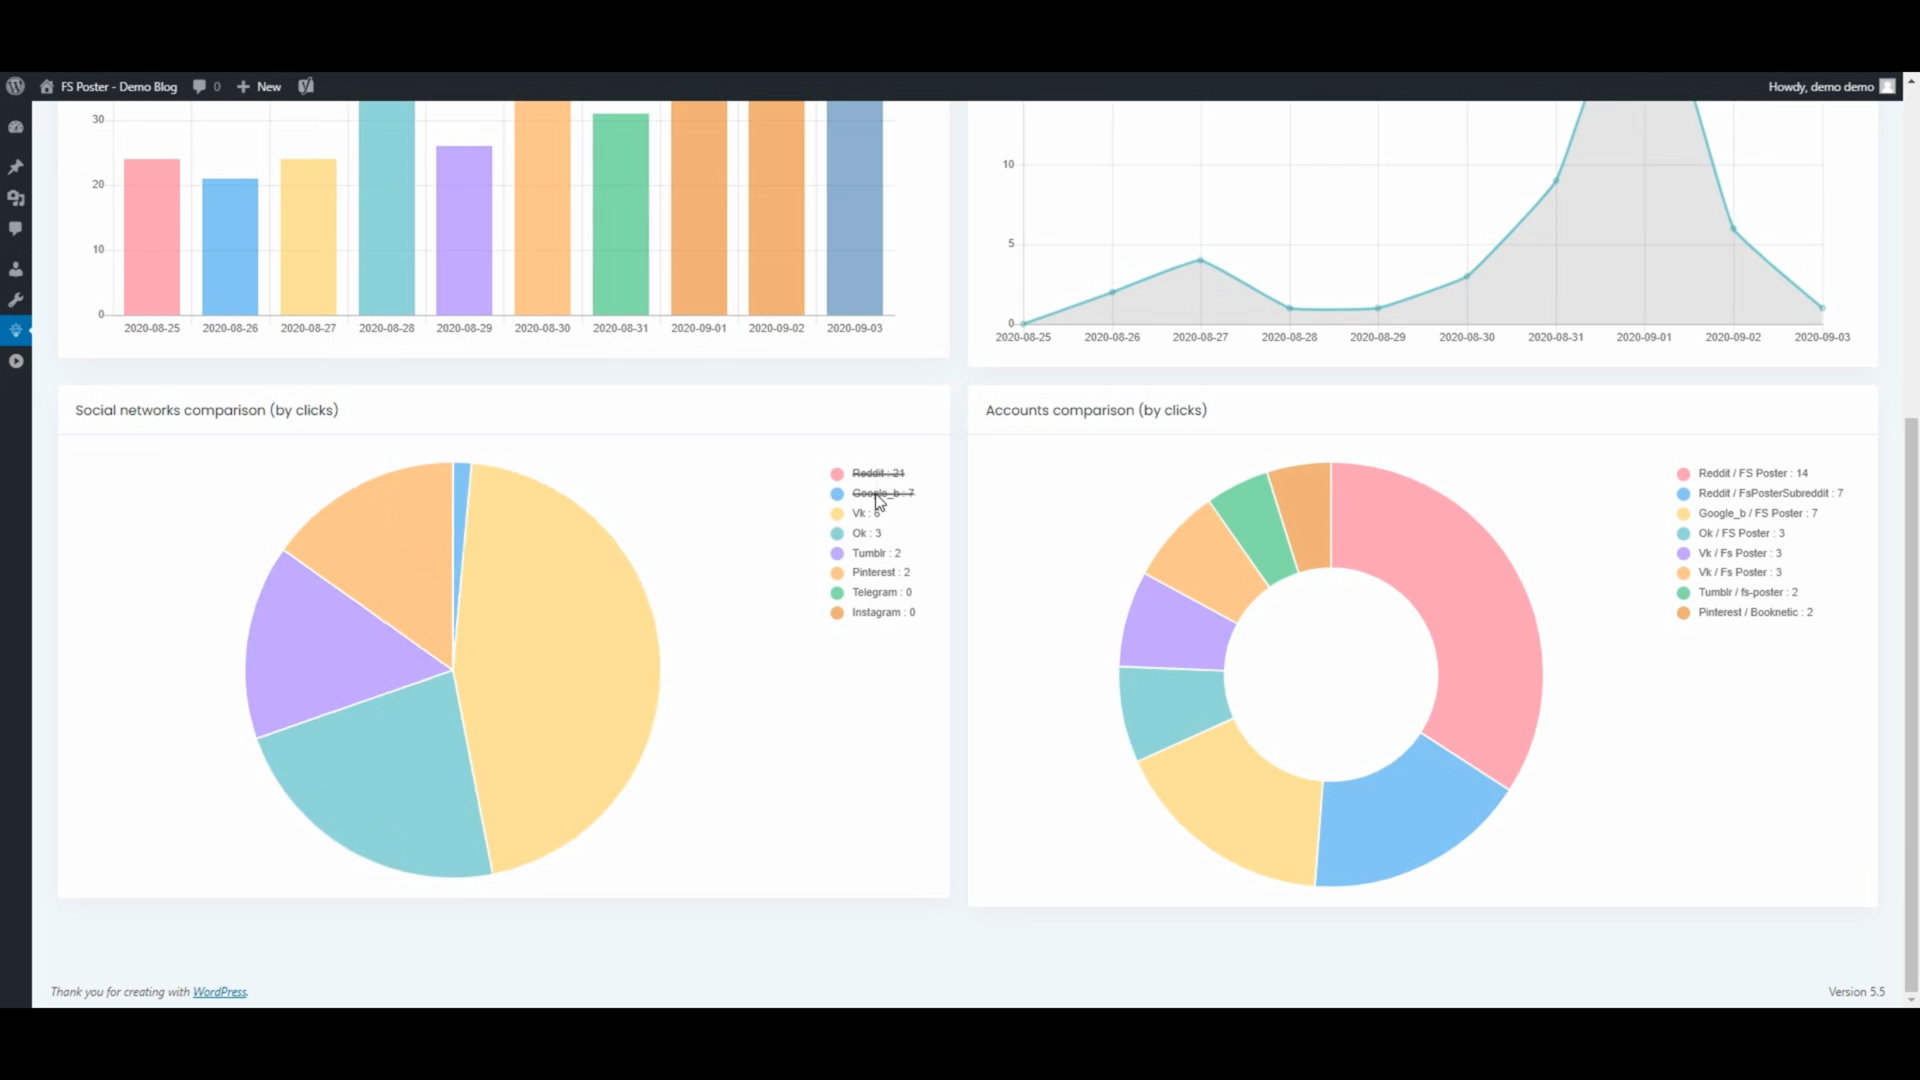 FS Poster - Demo Blog 0 New Howdy, demo demo
30
20
10
0
2020-08-25 2020-08-26 2020-08-27 2020-08-28 2020-08-29 2020-08-30 2020-08-31 2020-09-01 2020-09-02 2020-09-03
10
5
0
2020-08-25 2020-08-26 2020-08-27 2020-08-28 2020-08-29 2020-08-30 2020-08-31 2020-09-01 2020-09-02 2020-09-03
Social networks comparison (by clicks)
Reddit : 21
Google_b : 7
Vk : 6
Ok : 3
Tumblr : 2
Pinterest : 2
Telegram : 0
Instagram : 0
Accounts comparison (by clicks)
Reddit / FS Poster : 14
Reddit / FsPosterSubreddit : 7
Google_b / FS Poster : 7
Ok / FS Poster : 3
Vk / Fs Poster : 3
Vk / Fs Poster : 3
Tumblr / fs-poster : 2
Pinterest / Booknetic : 2
Thank you for creating with WordPress.
Version 5.5